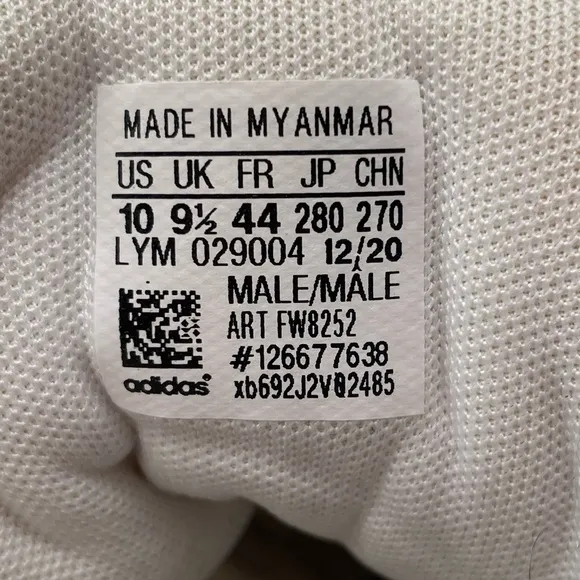 MADE IN MYANMAR
US UK FR JP CHN
10 9½ 44 280 270
LYM 029004 12/20
MALE/MÂLE
ART FW8252
#126677638
adidas®